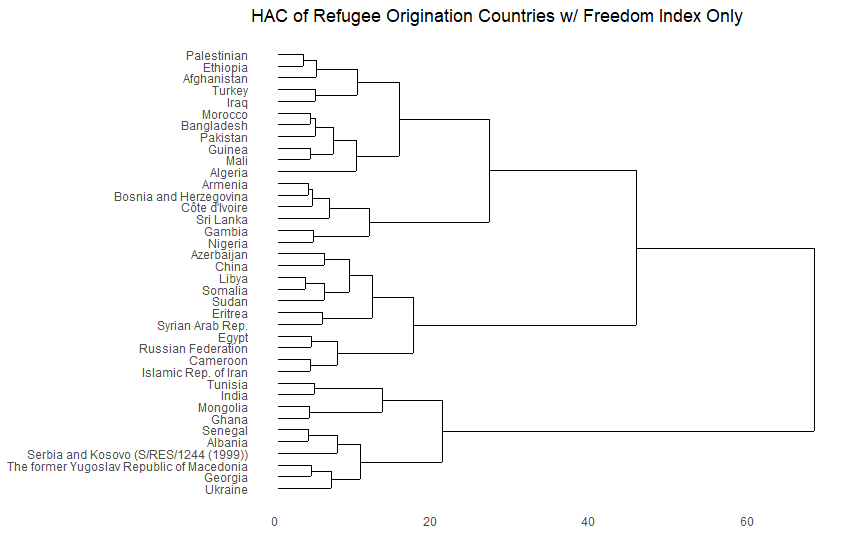 HAC of Refugee Origination Countries w/ Freedom Index Only
Palestinian
Ethiopia
Afghanistan
Turkey
Iraq
Morocco
Bangladesh
Pakistan
Guinea
Mali
Algeria
Armenia
Bosnia and Herzegovina
Côte d'Ivoire
Sri Lanka
Gambia
Nigeria
Azerbaijan
China
Libya
Somalia
Sudan
Eritrea
Syrian Arab Rep.
Egypt
Russian Federation
Cameroon
Islamic Rep. of Iran
Tunisia
India
Mongolia
Ghana
Senegal
Albania
Serbia and Kosovo (S/RES/1244 (1999))
The former Yugoslav Republic of Macedonia
Georgia
Ukraine
0 20 40 60